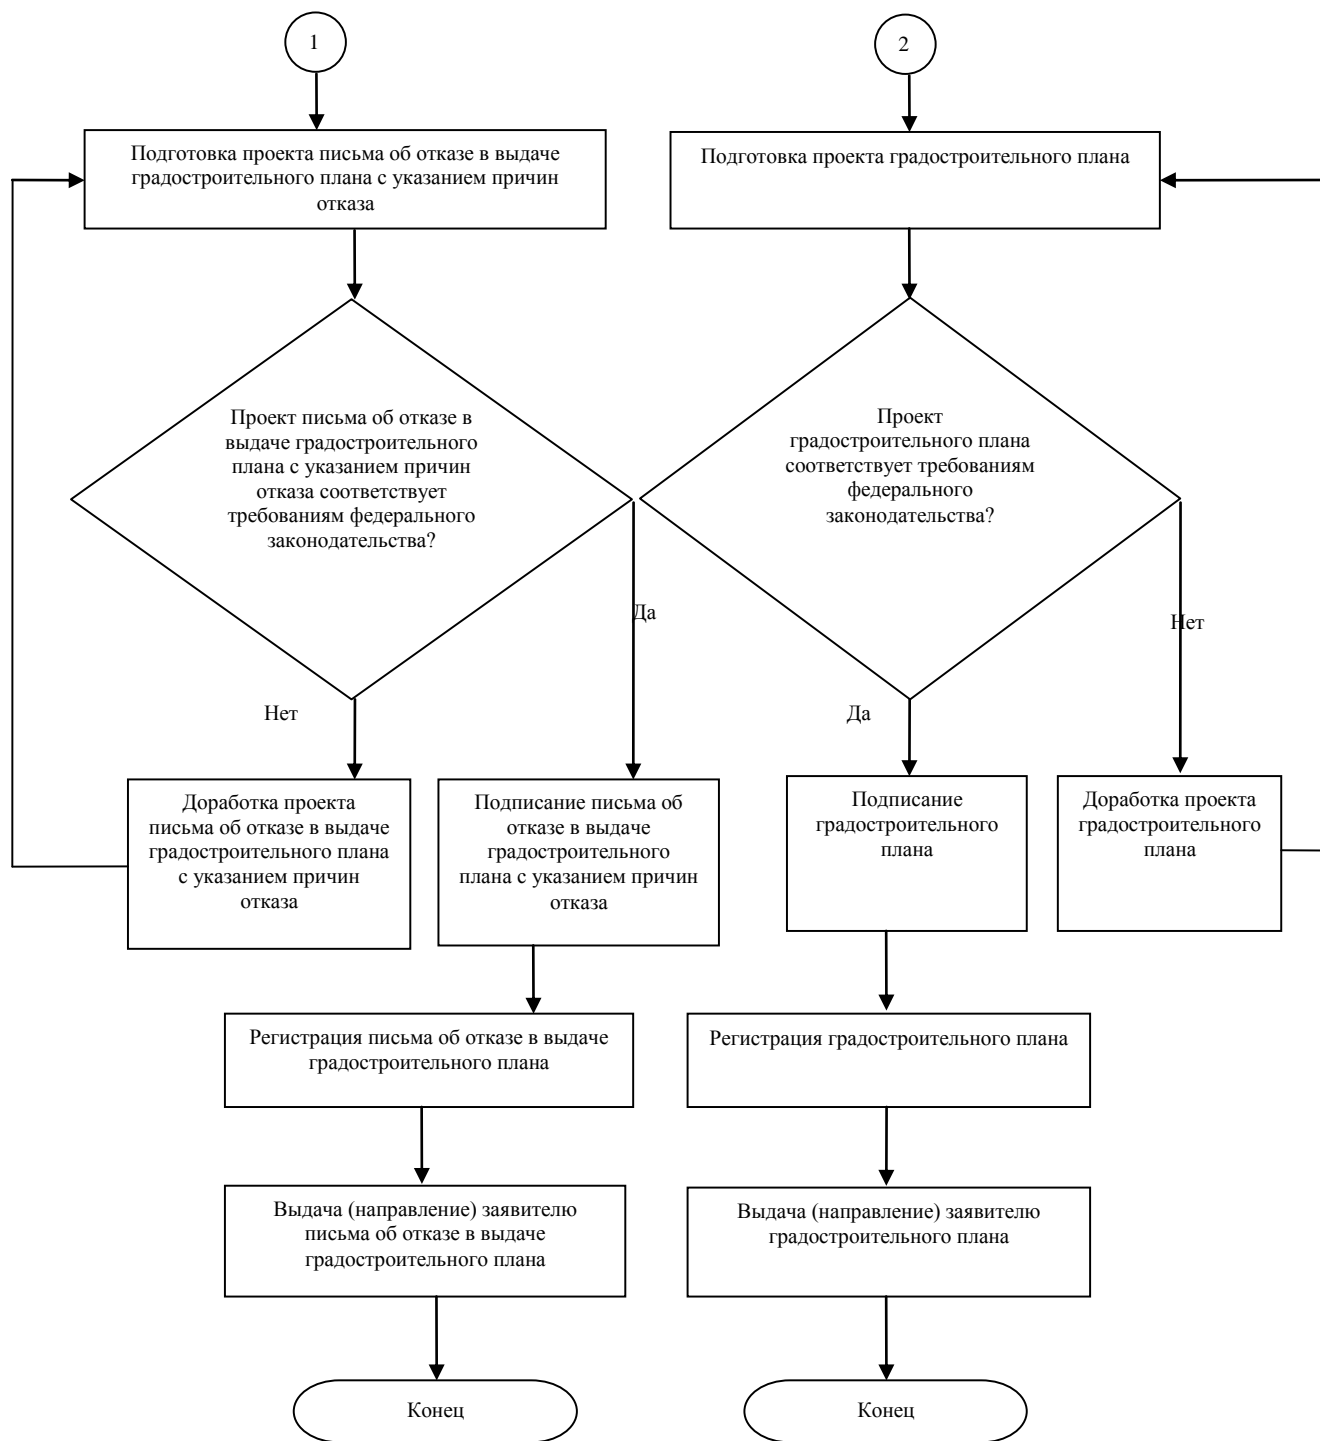 1
2
Подготовка проекта письма об отказе в выдаче
градостроительного плана с указанием причин
отказа
Подготовка проекта градостроительного плана
Проект письма об отказе в
выдаче градостроительного
плана с указанием причин
отказа соответствует
требованиям федерального
законодательства?
Проект
градостроительного плана
соответствует требованиям
федерального
законодательства?
Да
Нет
Нет
Да
Доработка проекта
письма об отказе в выдаче
градостроительного плана
с указанием причин
отказа
Подписание письма об
отказе в выдаче
градостроительного
плана с указанием причин
отказа
Подписание
градостроительного
плана
Доработка проекта
градостроительного
плана
Регистрация письма об отказе в выдаче
градостроительного плана
Регистрация градостроительного плана
Выдача (направление) заявителю
письма об отказе в выдаче
градостроительного плана
Выдача (направление) заявителю
градостроительного плана
Конец
Конец